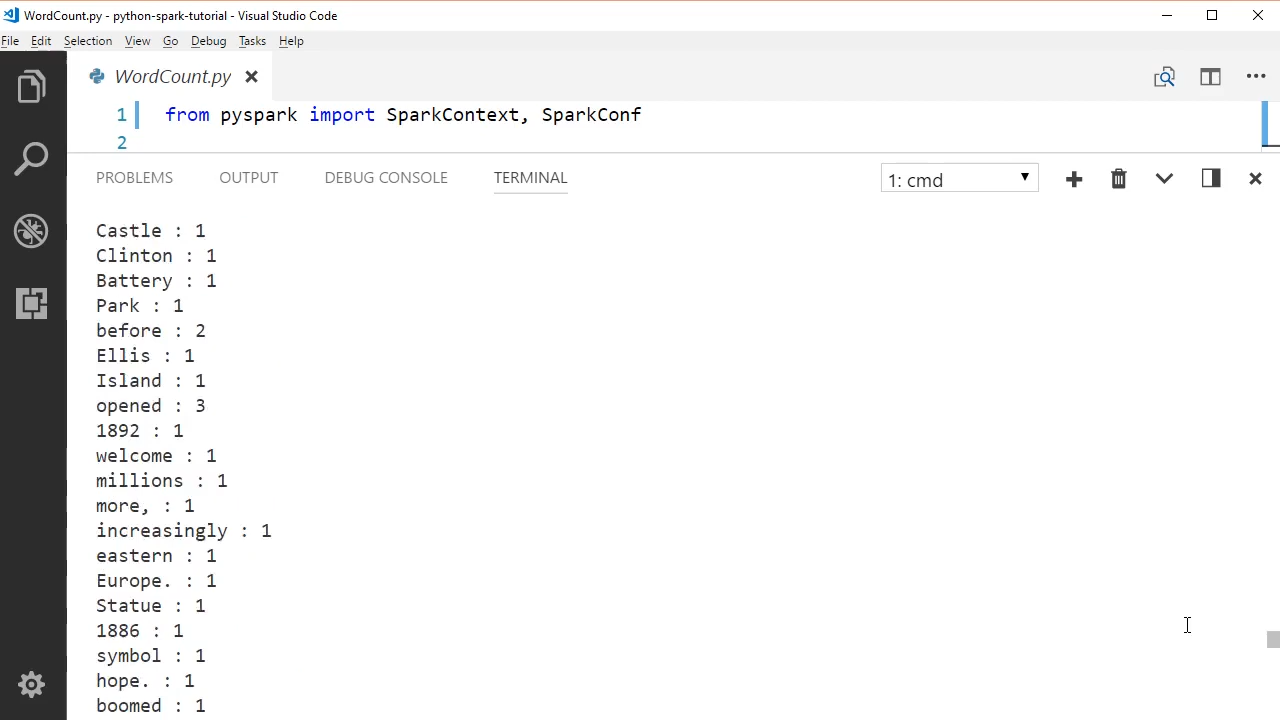 WordCount.py - python-spark-tutorial - Visual Studio Code
File Edit Selection View Go Debug Tasks Help
WordCount.py
1 from pyspark import SparkContext, SparkConf
2
PROBLEMS OUTPUT DEBUG CONSOLE TERMINAL 1: cmd
Castle : 1
Clinton : 1
Battery : 1
Park : 1
before : 2
Ellis : 1
Island : 1
opened : 3
1892 : 1
welcome : 1
millions : 1
more, : 1
increasingly : 1
eastern : 1
Europe. : 1
Statue : 1
1886 : 1
symbol : 1
hope. : 1
boomed : 1